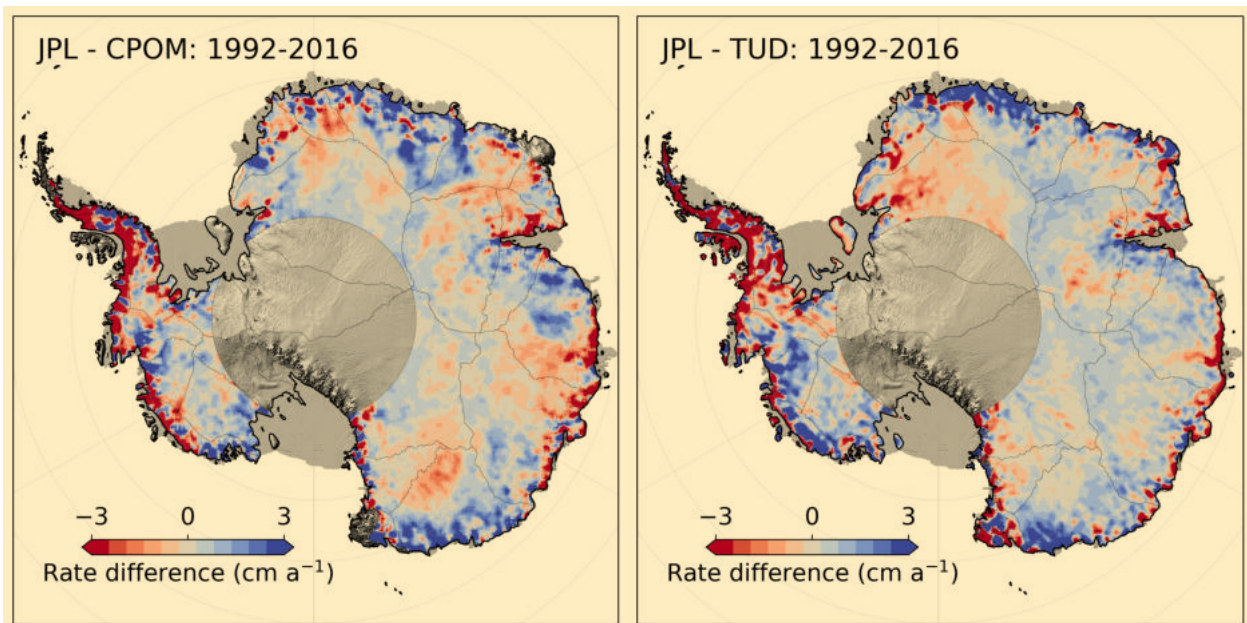 JPL - CPOM: 1992-2016
−3 0 3
Rate difference (cm a⁻¹)
JPL - TUD: 1992-2016
−3 0 3
Rate difference (cm a⁻¹)